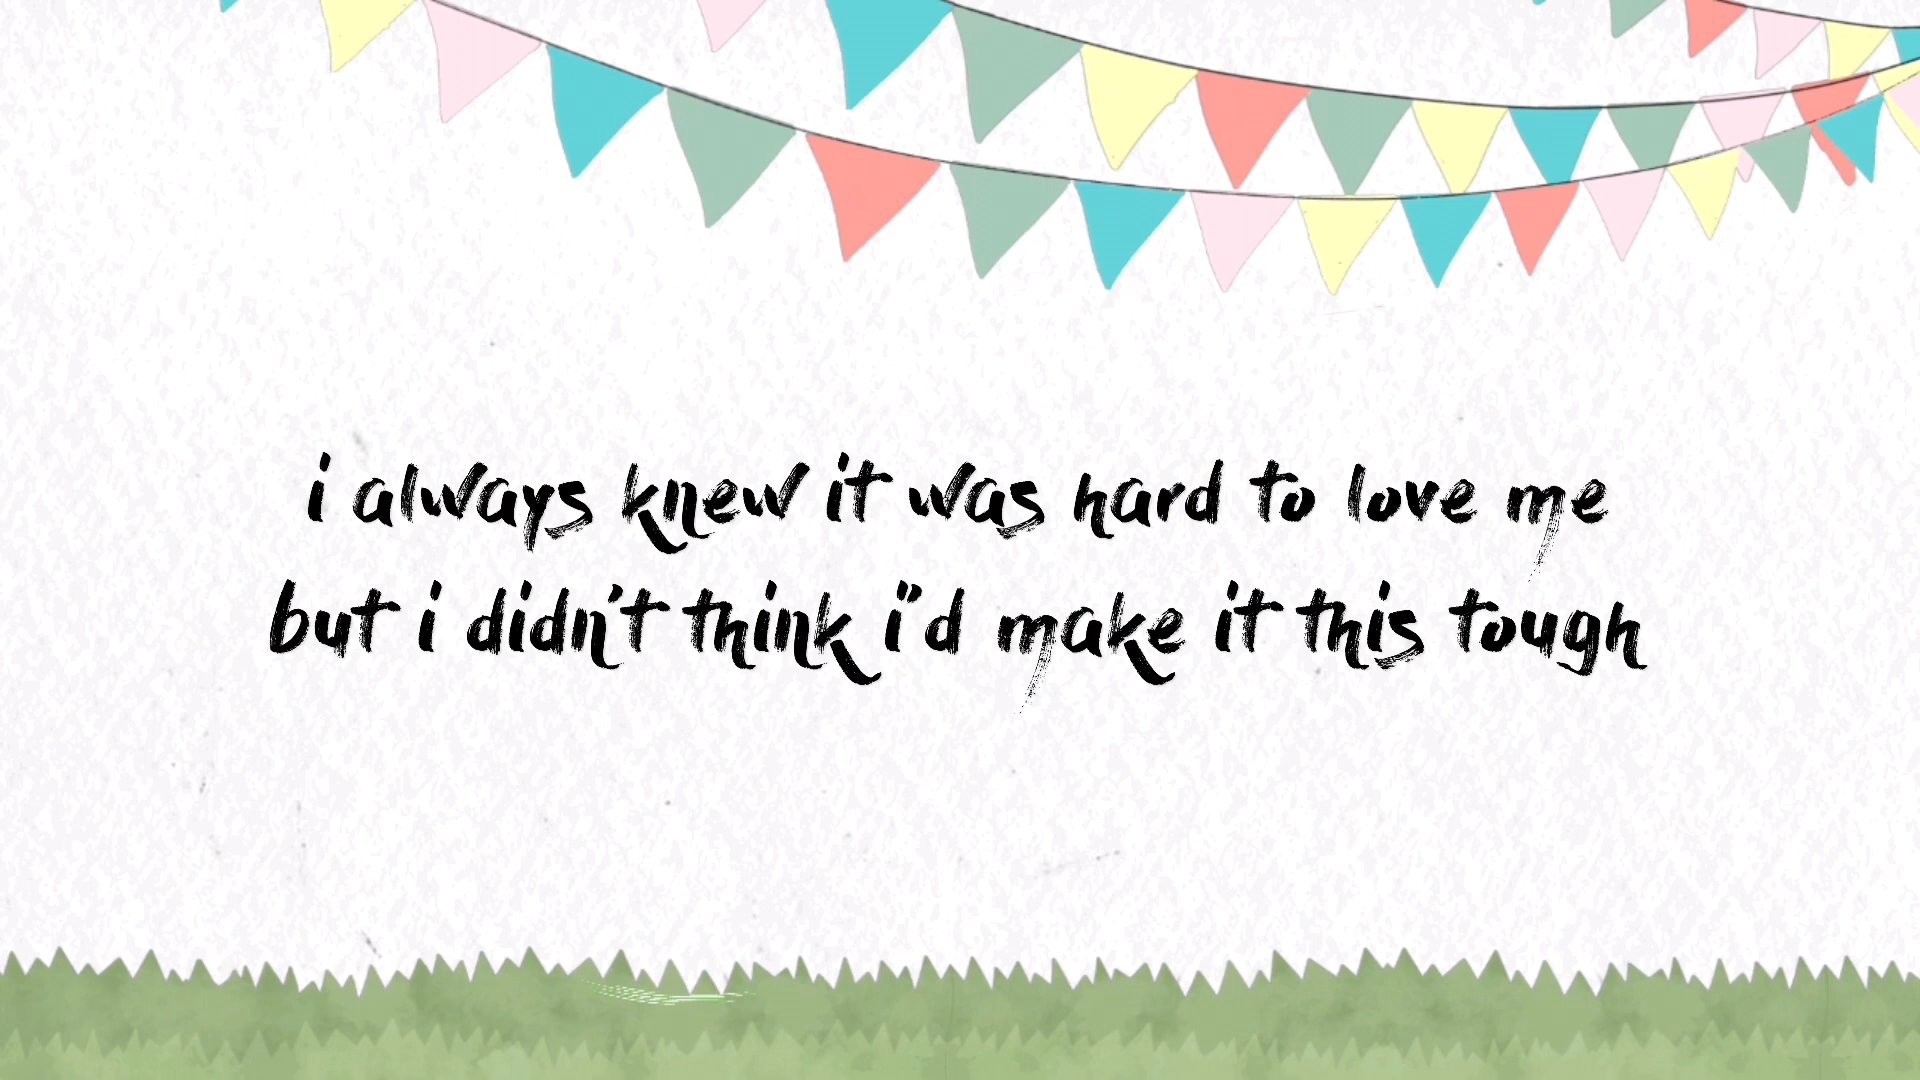 i always knew it was hard to love me
but i didn't think i'd make it this tough